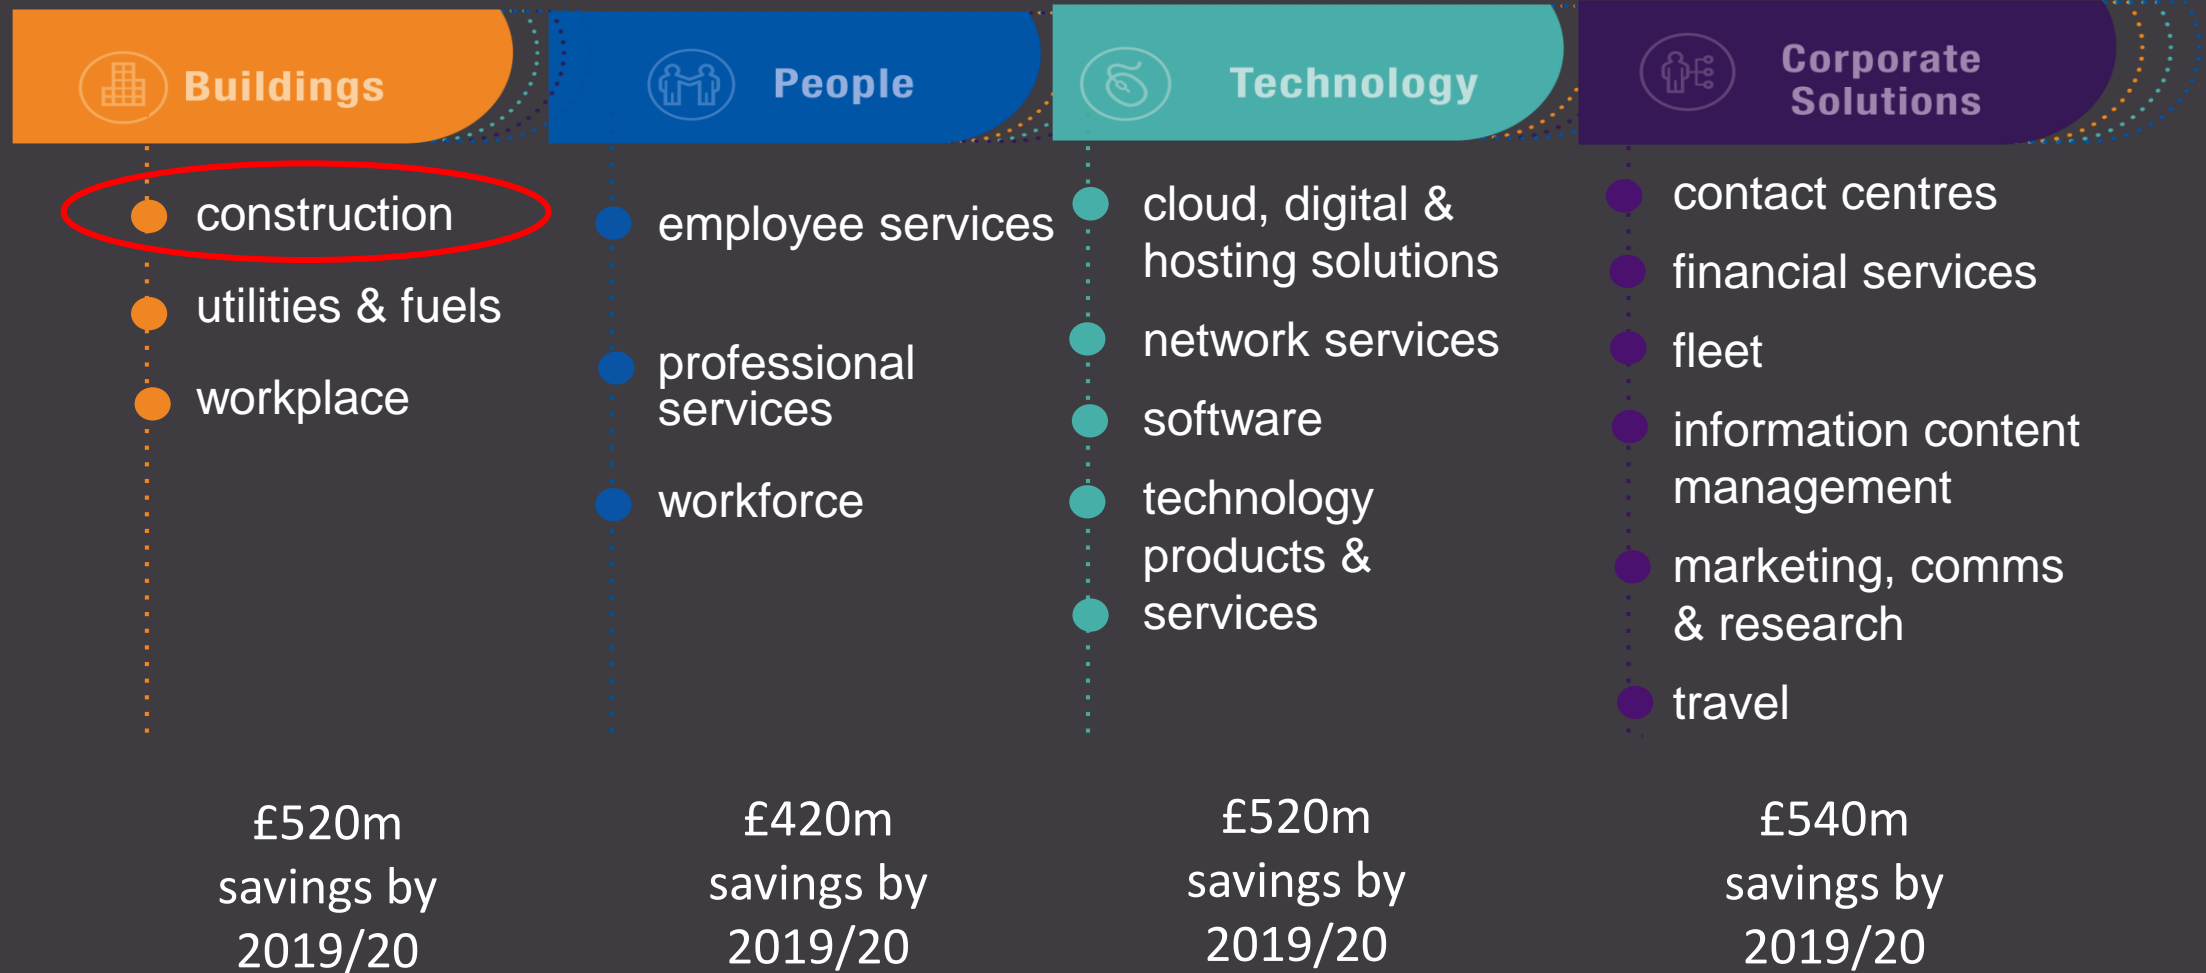 Buildings
construction
utilities & fuels
workplace
£520m
savings by
2019/20
People
employee services
professional
services
workforce
£420m
savings by
2019/20
Technology
cloud, digital &
hosting solutions
network services
software
technology
products &
services
£520m
savings by
2019/20
Corporate
Solutions
contact centres
financial services
fleet
information content
management
marketing, comms
& research
travel
£540m
savings by
2019/20